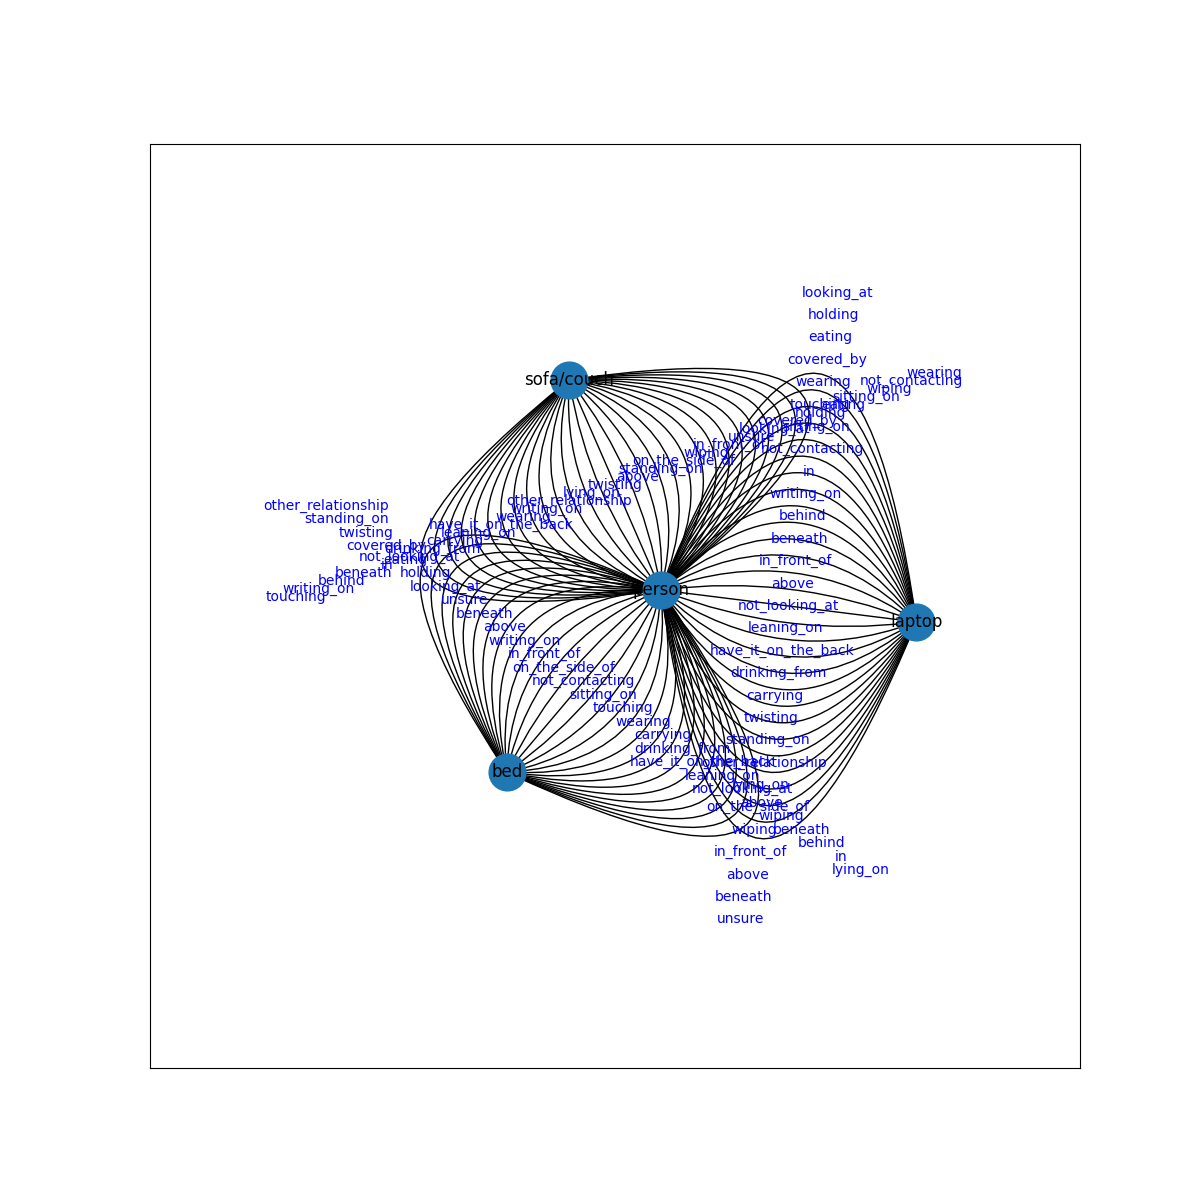 looking_at
holding
eating
covered_by
wearing
wearing
not_contacting
wiping
sitting_on
touching
eating
holding
covered_by
sitting_on
looking_at
unsure
in_front_of
not_contacting
wiping
on_the_side_of
standing_on
in
above
twisting
lying_on
writing_on
other_relationship
writing_on
wearing
behind
have_it_on_the_back
leaning_on
beneath
carrying
drinking_from
sofa/couch
other_relationship
standing_on
twisting
covered_by
not_looking_at
eating
in
beneath
holding
behind
looking_at
writing_on
touching
in_front_of
above
person
unsure
not_looking_at
beneath
laptop
above
leaning_on
writing_on
in_front_of
have_it_on_the_back
on_the_side_of
drinking_from
not_contacting
sitting_on
carrying
touching
twisting
wearing
carrying
standing_on
drinking_from
have_it_on_the_back
other_relationship
bed
leaning_on
lying_on
not_looking_at
above
on_the_side_of
wiping
wiping
beneath
behind
in_front_of
in
lying_on
above
beneath
unsure